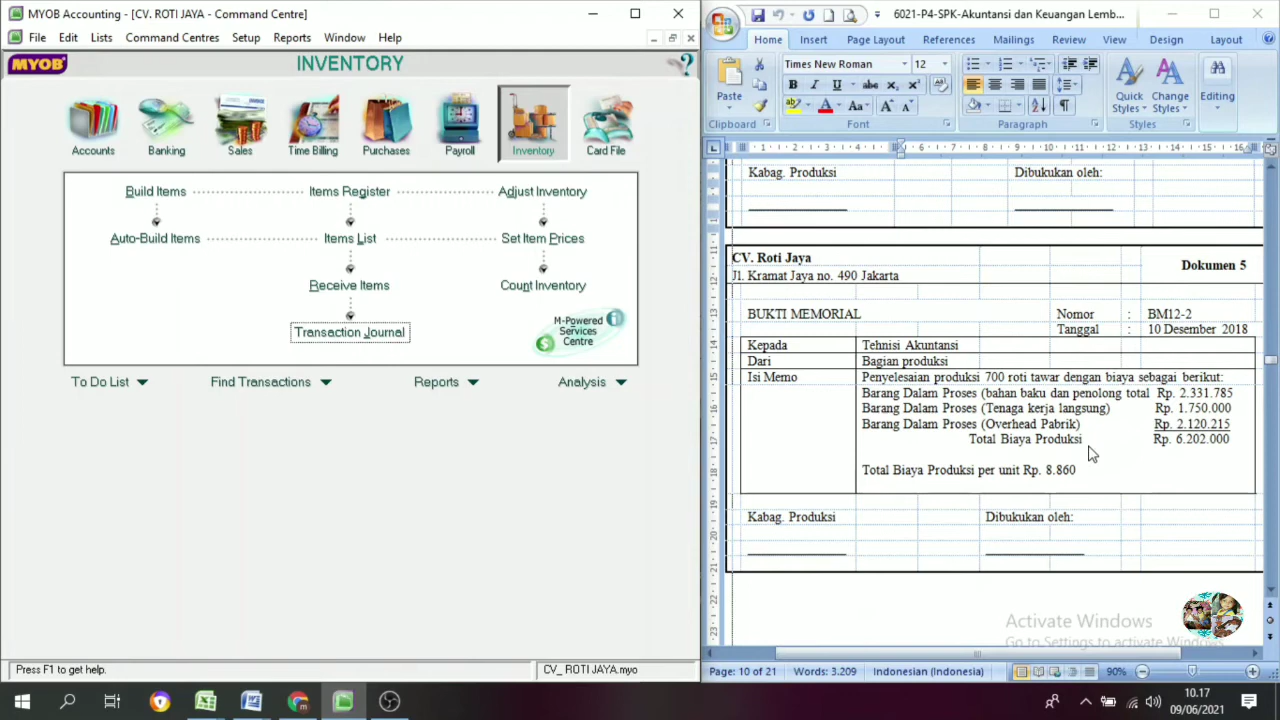 MYOB Accounting - [CV. ROTI JAYA - Command Centre]
File Edit Lists Command Centres Setup Reports Window Help
MYOB INVENTORY
Accounts Banking Sales Time Billing Purchases Payroll Inventory Card File
Build Items Items Register Adjust Inventory
Auto-Build Items Items List Set Item Prices
Receive Items Count Inventory
Transaction Journal
M-Powered
Services
Centre
To Do List Find Transactions Reports Analysis
Press F1 to get help. CV_ ROTI JAYA.myo
6021-P4-SPK-Akuntansi dan Keuangan Lemb...
Home Insert Page Layout References Mailings Review View Design Layout
Times New Roman 12
Paste
Quick Styles Change Styles Editing
Clipboard Font Paragraph Styles
Kabag. Produksi Dibukukan oleh:
CV. Roti Jaya
Jl. Kramat Jaya no. 490 Jakarta
Dokumen 5
BUKTI MEMORIAL Nomor : BM12-2
Tanggal : 10 Desember 2018
Kepada Tehnisi Akuntansi
Dari Bagian produksi
Isi Memo Penyelesaian produksi 700 roti tawar dengan biaya sebagai berikut:
Barang Dalam Proses (bahan baku dan penolong total Rp. 2.331.785
Barang Dalam Proses (Tenaga kerja langsung) Rp. 1.750.000
Barang Dalam Proses (Overhead Pabrik) Rp. 2.120.215
Total Biaya Produksi Rp. 6.202.000
Total Biaya Produksi per unit Rp. 8.860
Kabag. Produksi Dibukukan oleh:
Activate Windows
Go to Settings to activate Windows.
Page: 10 of 21 Words: 3.209 Indonesian (Indonesia) 90%
10.17
09/06/2021